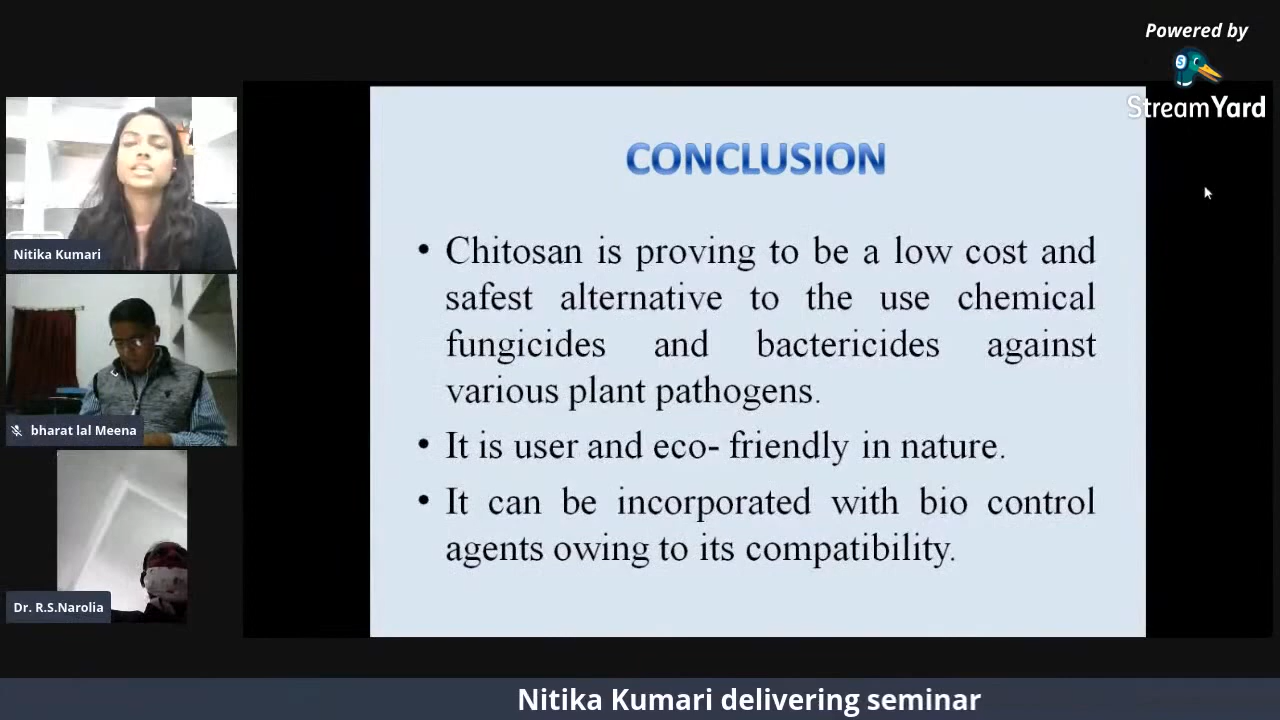 Powered by
StreamYard
Nitika Kumari
bharat lal Meena
Dr. R.S.Narolia
CONCLUSION
• Chitosan is proving to be a low cost and
safest alternative to the use chemical
fungicides and bactericides against
various plant pathogens.
• It is user and eco- friendly in nature.
• It can be incorporated with bio control
agents owing to its compatibility.
Nitika Kumari delivering seminar